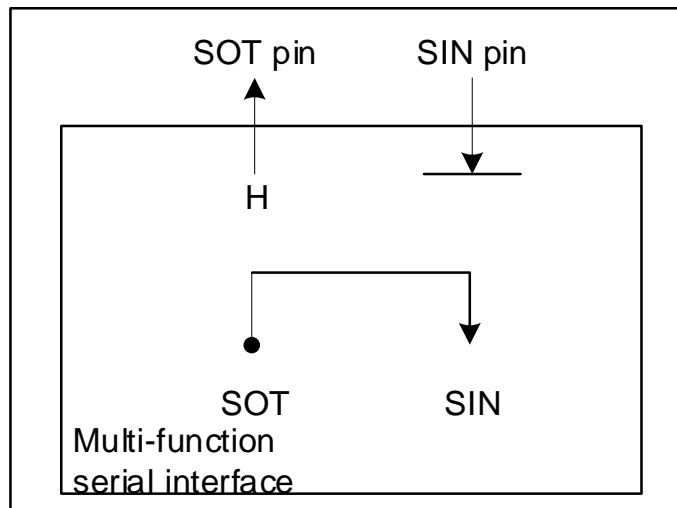 SOT pin SIN pin
H
SOT SIN
Multi-function
serial interface